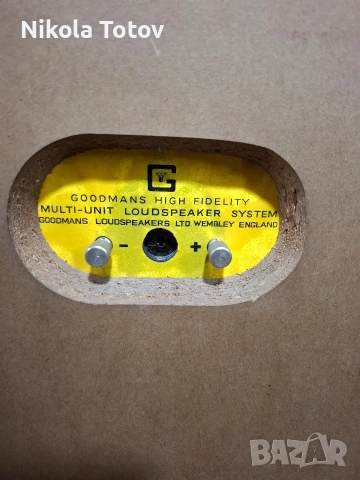 Nikola Totov
G
GOODMANS HIGH FIDELITY
MULTI-UNIT LOUDSPEAKER SYSTEM
GOODMANS LOUDSPEAKERS LTD. WEMBLEY ENGLAND
- +
BAZAR